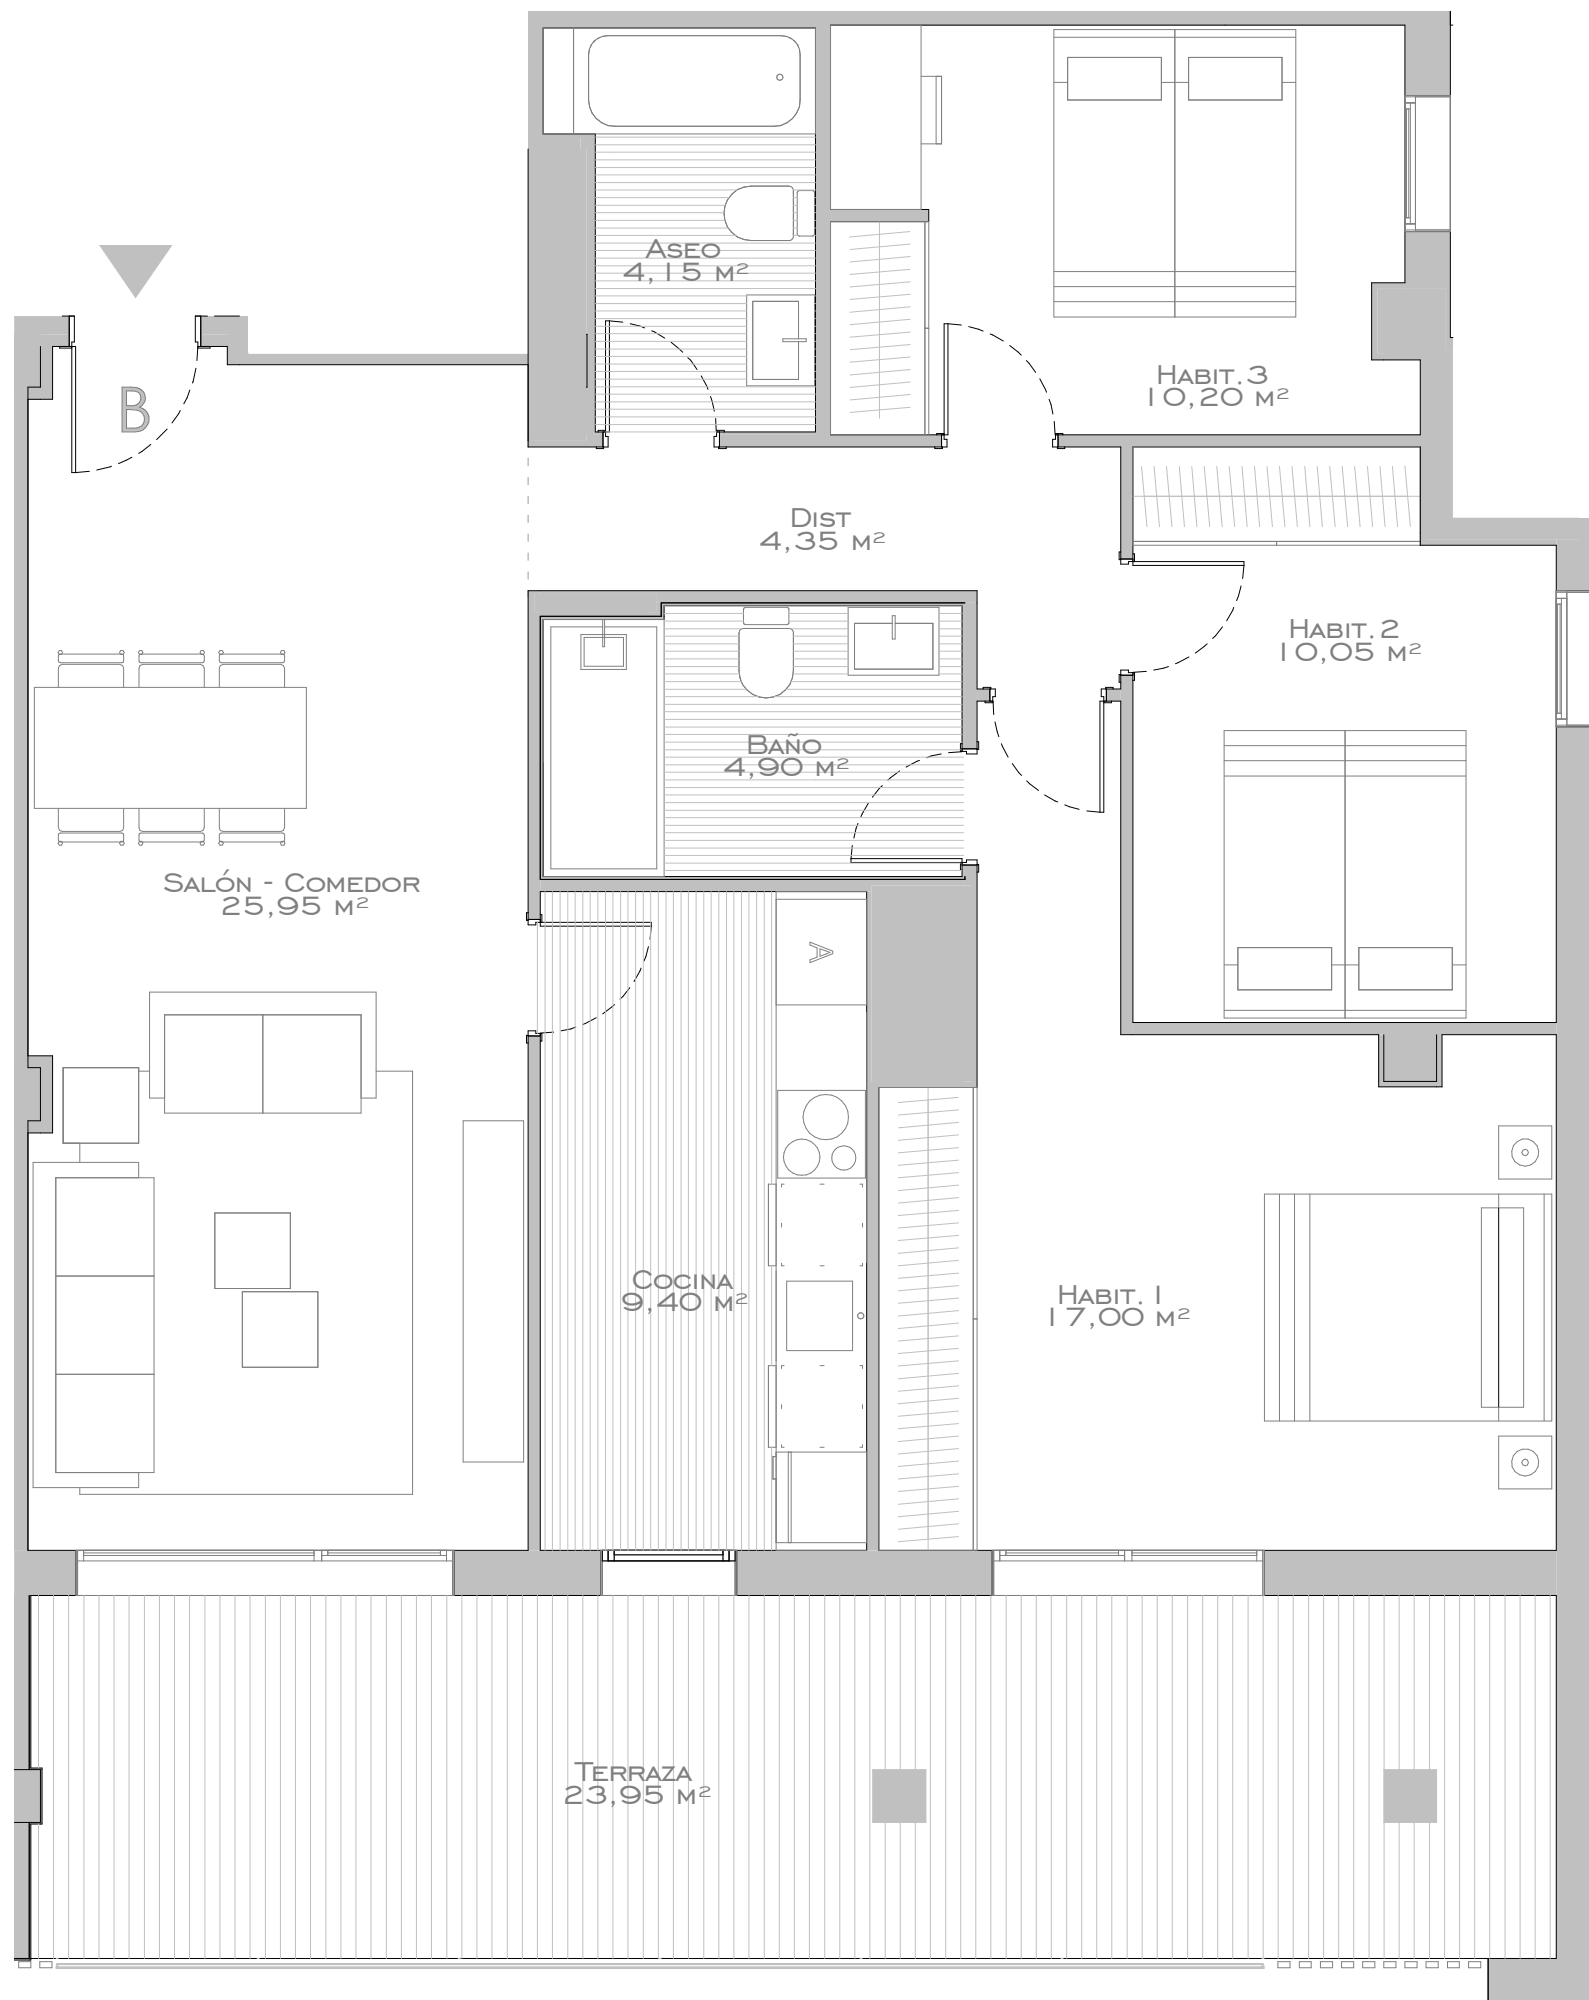 Aseo
4,15 m²
B
Habit. 3
10,20 m²
Dist
4,35 m²
Habit. 2
10,05 m²
Baño
4,90 m²
Salón - Comedor
25,95 m²
A
Cocina
9,40 m²
Habit. 1
17,00 m²
Terraza
23,95 m²